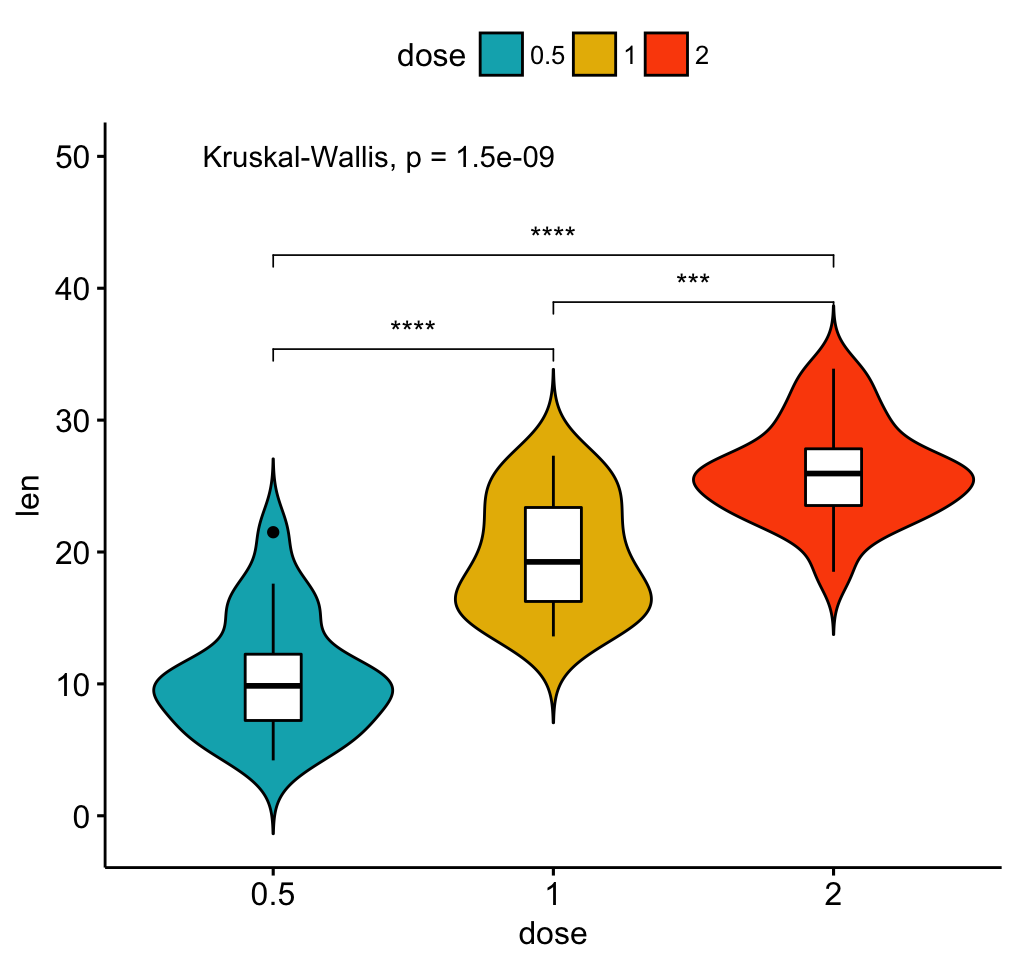 dose 0.5 1 2
Kruskal-Wallis, p = 1.5e-09
****
***
****
50
40
30
20
10
0
len
0.5 1 2
dose